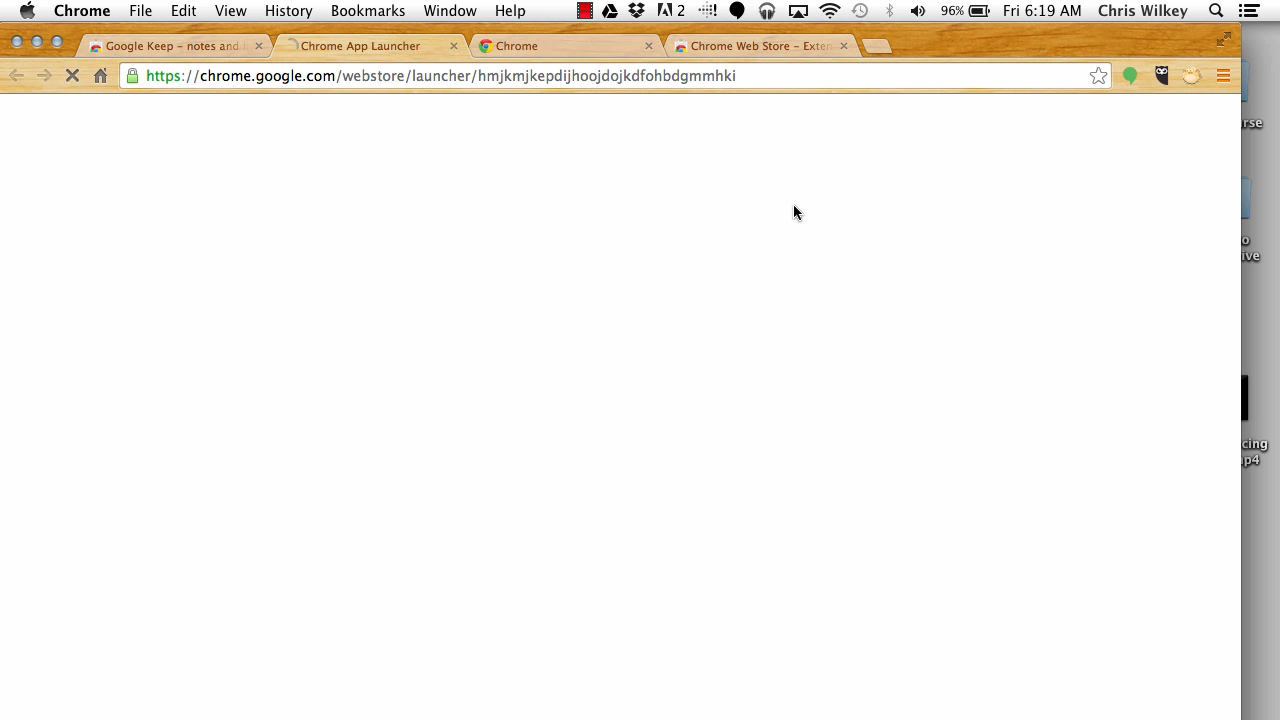 Chrome File Edit View History Bookmarks Window Help 2 96% Fri 6:19 AM Chris Wilkey
Google Keep – notes and Chrome App Launcher Chrome Chrome Web Store – Exten
https://chrome.google.com/webstore/launcher/hmjkmjkepdijhoojdojkdfohbdgmmhki
rse
o
ive
cing
p4